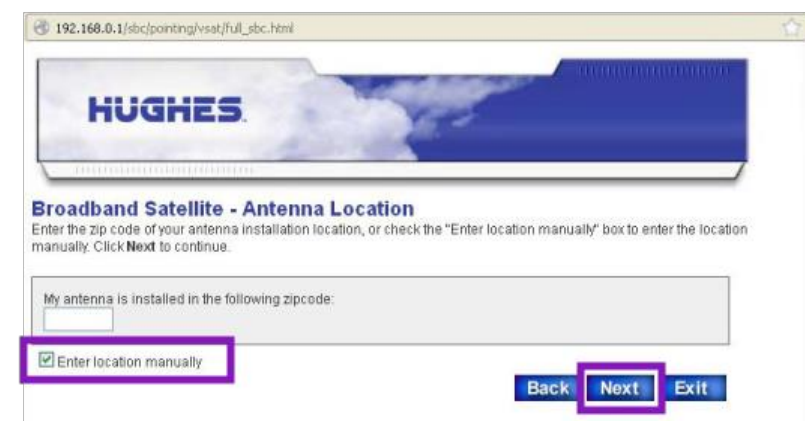 192.168.0.1/sbc/pointing/vsat/full_sbc.html
HUGHES.
Broadband Satellite - Antenna Location
Enter the zip code of your antenna installation location, or check the "Enter location manually" box to enter the location
manually. Click Next to continue.
My antenna is installed in the following zipcode:
Enter location manually
Back Next Exit